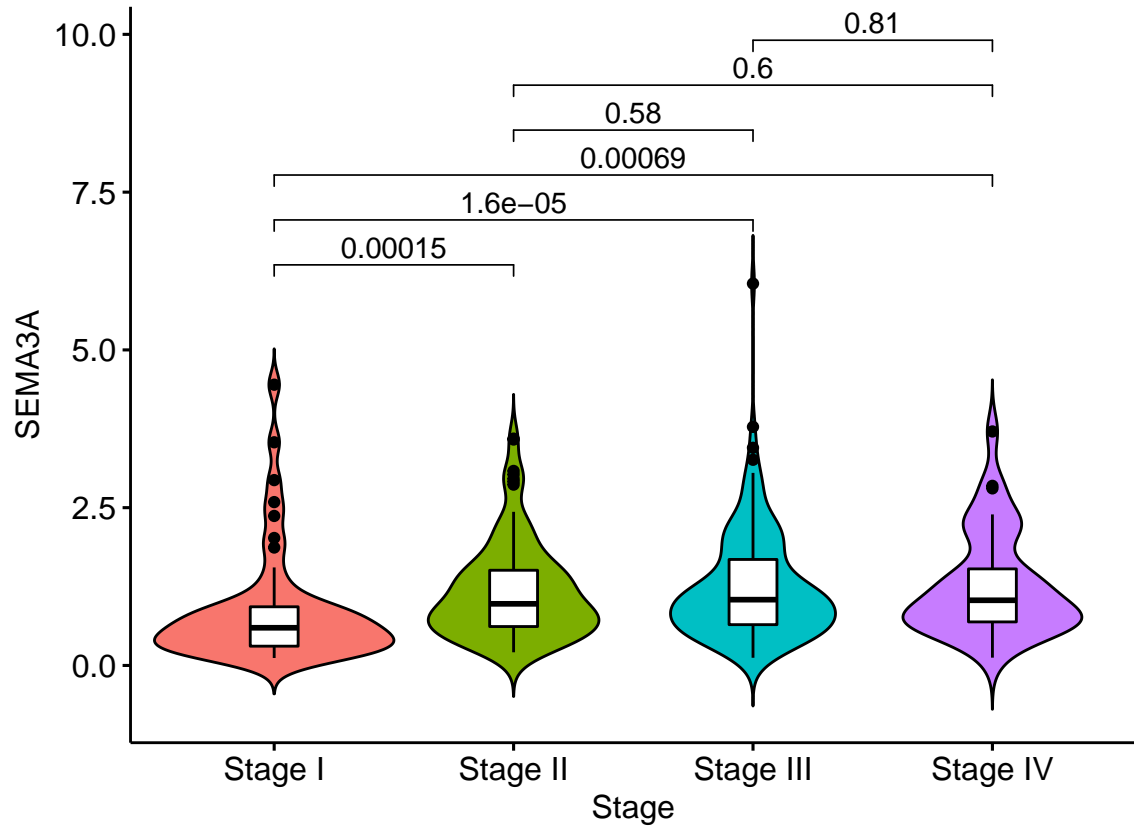 10.0
7.5
5.0
2.5
0.0
SEMA3A
0.81
0.6
0.58
0.00069
1.6e−05
0.00015
Stage I
Stage II
Stage III
Stage IV
Stage